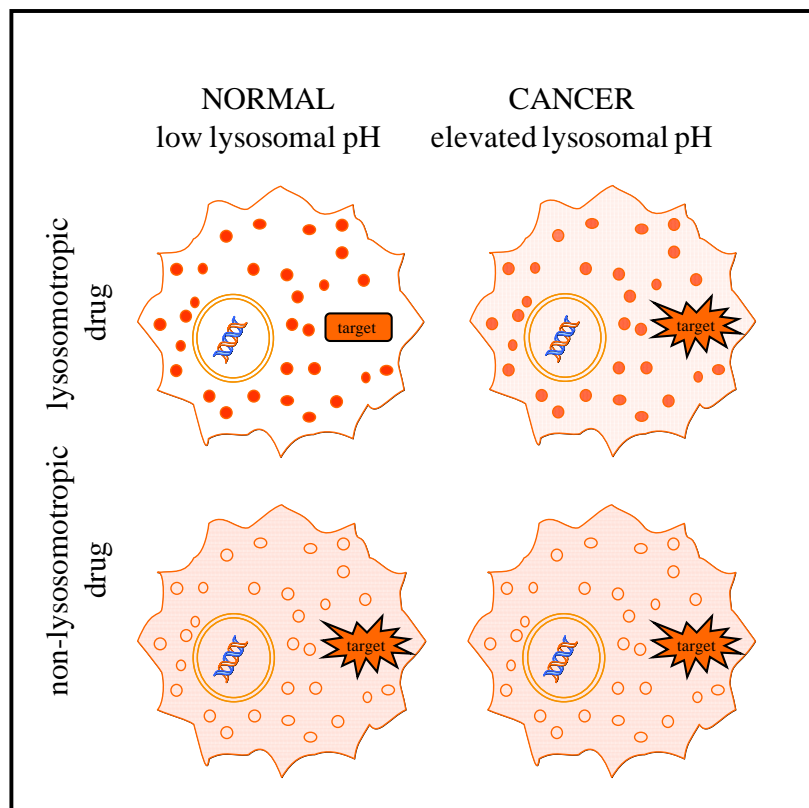 NORMAL
low lysosomal pH
CANCER
elevated lysosomal pH
lysosomotropic
drug
target
target
non-lysosomotropic
drug
target
target